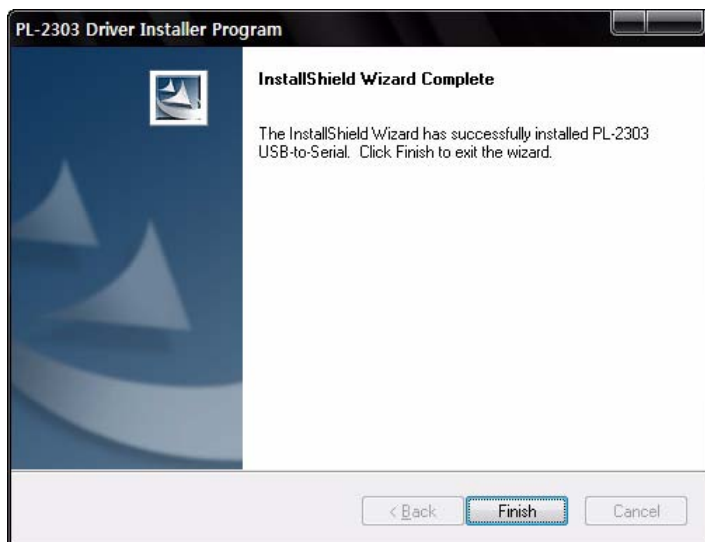 PL-2303 Driver Installer Program
InstallShield Wizard Complete
The InstallShield Wizard has successfully installed PL-2303
USB-to-Serial. Click Finish to exit the wizard.
< Back
Finish
Cancel